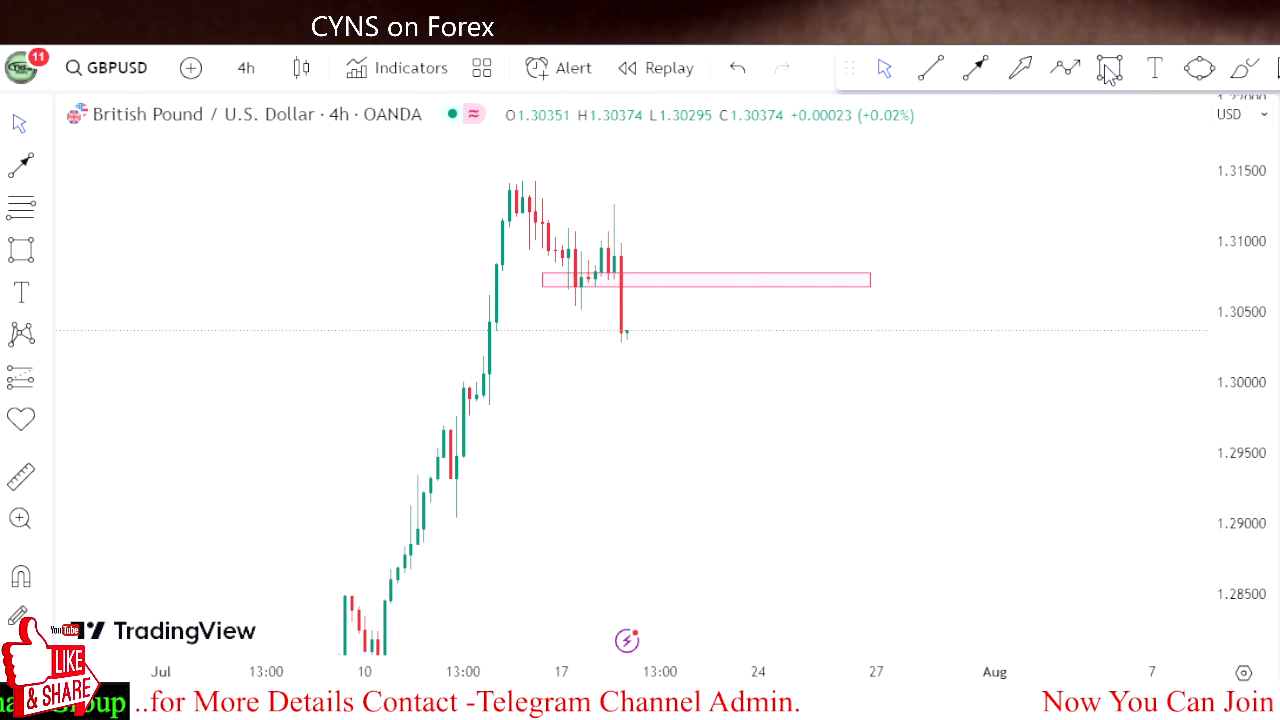 CYNS on Forex
11
GBPUSD
4h
Indicators
Alert
Replay
T
British Pound / U.S. Dollar · 4h · OANDA
O1.30351 H1.30374 L1.30295 C1.30374 +0.00023 (+0.02%)
USD
1.31500
1.31000
1.30500
1.30000
1.29500
1.29000
1.28500
T
TradingView
Jul
13:00
10
13:00
17
13:00
24
27
Aug
7
YouTube
LIKE
& SHARE
..for More Details Contact -Telegram Channel Admin.
Now You Can Join